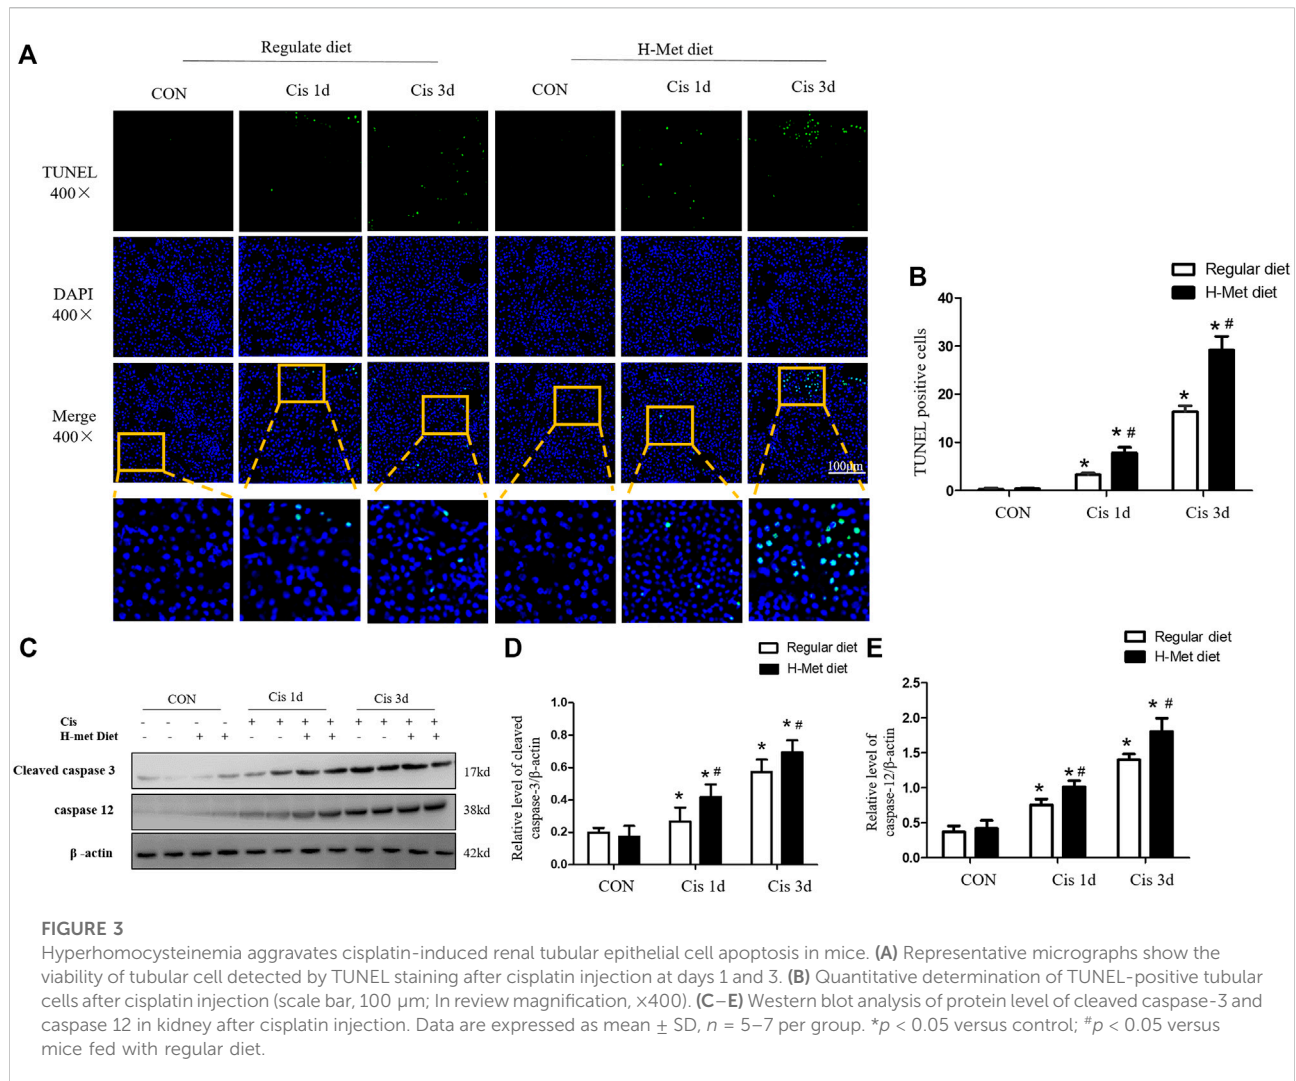 A
Regulate diet
H-Met diet
CON
Cis 1d
Cis 3d
CON
Cis 1d
Cis 3d
TUNEL
400×
DAPI
400×
Merge
400×
100μm
B
Regular diet
H-Met diet
TUNEL positive cells
40
30
20
10
0
* 
* #
*
* #
CON
Cis 1d
Cis 3d
C
CON
Cis 1d
Cis 3d
Cis - - - - + + + + + + + +
H-met Diet - - + + - - + + - - + +
Cleaved caspase 3
17kd
caspase 12
38kd
β -actin
42kd
D
Regular diet
H-Met diet
Relative level of cleaved
caspase-3/β-actin
1.0
0.8
0.6
0.4
0.2
0.0
*
* #
*
* #
CON
Cis 1d
Cis 3d
E
Regular diet
H-Met diet
Relative level of
caspase-12/β-actin
2.5
2.0
1.5
1.0
0.5
0.0
*
* #
*
* #
CON
Cis 1d
Cis 3d
FIGURE 3
Hyperhomocysteinemia aggravates cisplatin-induced renal tubular epithelial cell apoptosis in mice. (A) Representative micrographs show the
viability of tubular cell detected by TUNEL staining after cisplatin injection at days 1 and 3. (B) Quantitative determination of TUNEL-positive tubular
cells after cisplatin injection (scale bar, 100 μm; In review magnification, ×400). (C–E) Western blot analysis of protein level of cleaved caspase-3 and
caspase 12 in kidney after cisplatin injection. Data are expressed as mean ± SD, n = 5–7 per group. *p < 0.05 versus control; #p < 0.05 versus
mice fed with regular diet.